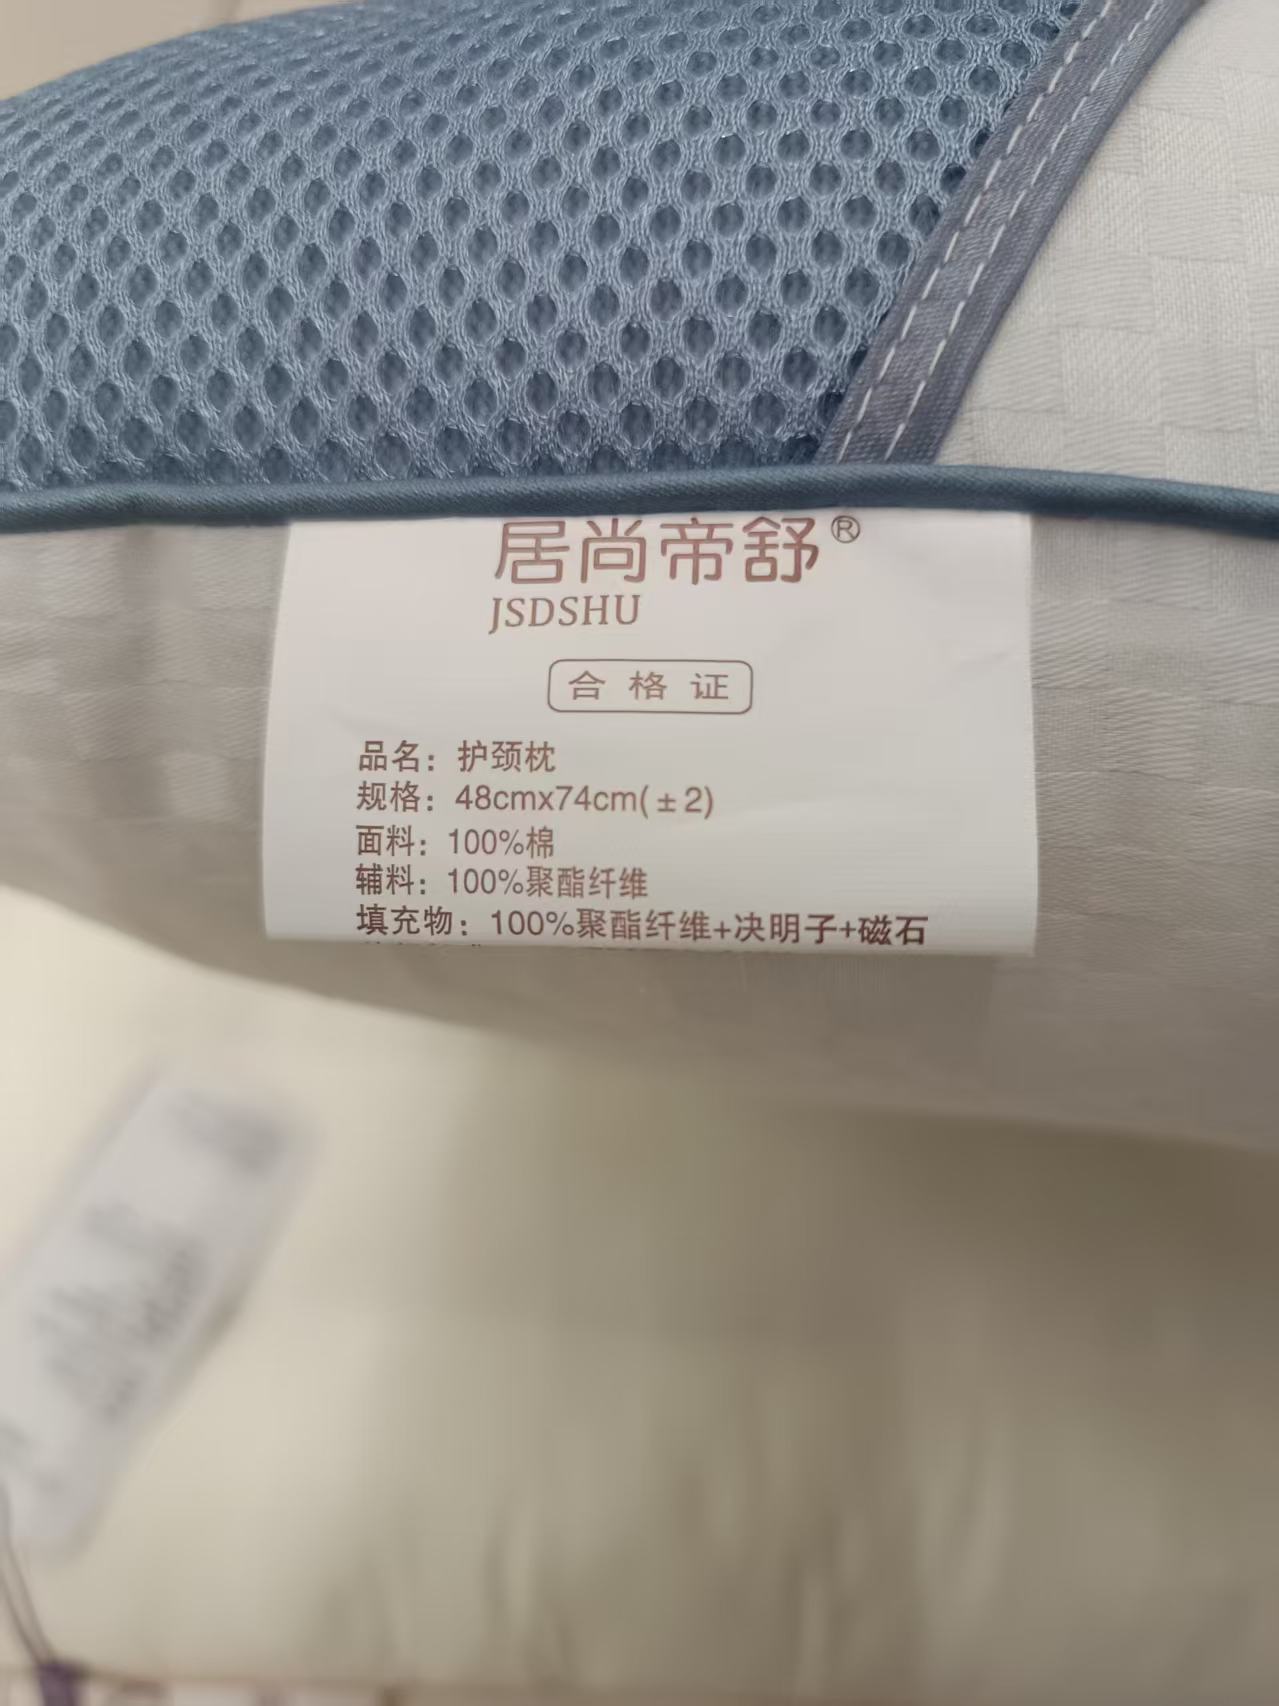 居尚帝舒®
JSDSHU
合格证
品名：护颈枕
规格：48cmx74cm(±2)
面料：100%棉
辅料：100%聚酯纤维
填充物：100%聚酯纤维+决明子+磁石